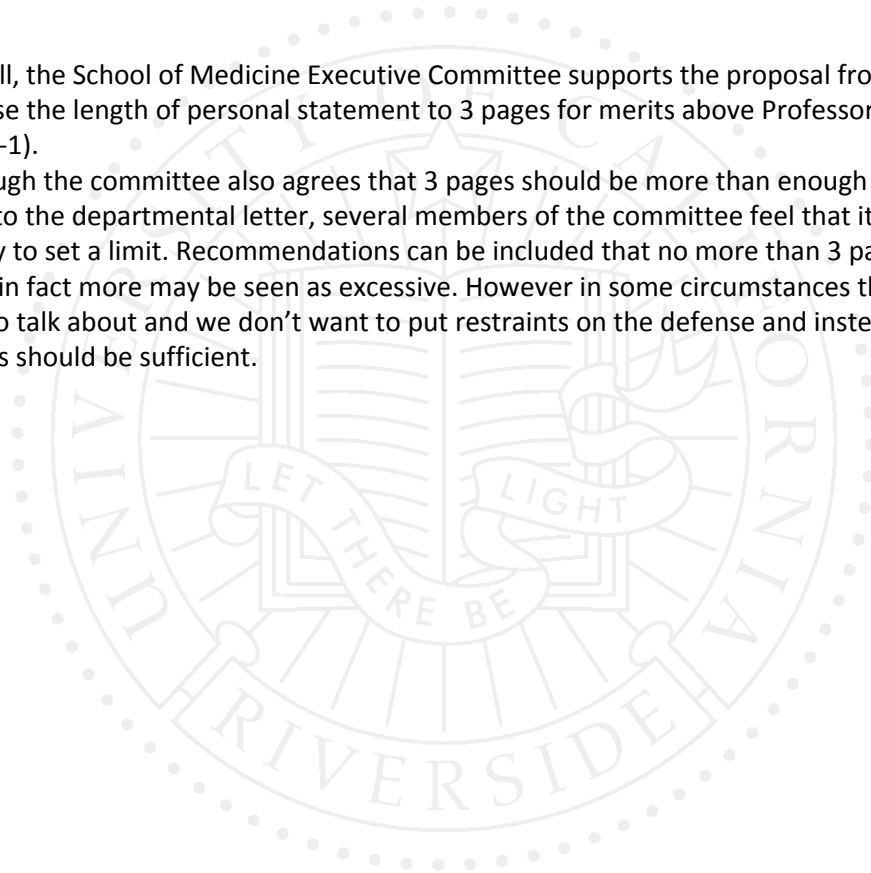 ll, the School of Medicine Executive Committee supports the proposal fro
se the length of personal statement to 3 pages for merits above Professor
-1).
ugh the committee also agrees that 3 pages should be more than enough
to the departmental letter, several members of the committee feel that it
y to set a limit. Recommendations can be included that no more than 3 pa
in fact more may be seen as excessive. However in some circumstances th
o talk about and we don’t want to put restraints on the defense and inste
s should be sufficient.
UNIVERSITY OF CALIFORNIA
LET THERE BE LIGHT
RIVERSIDE